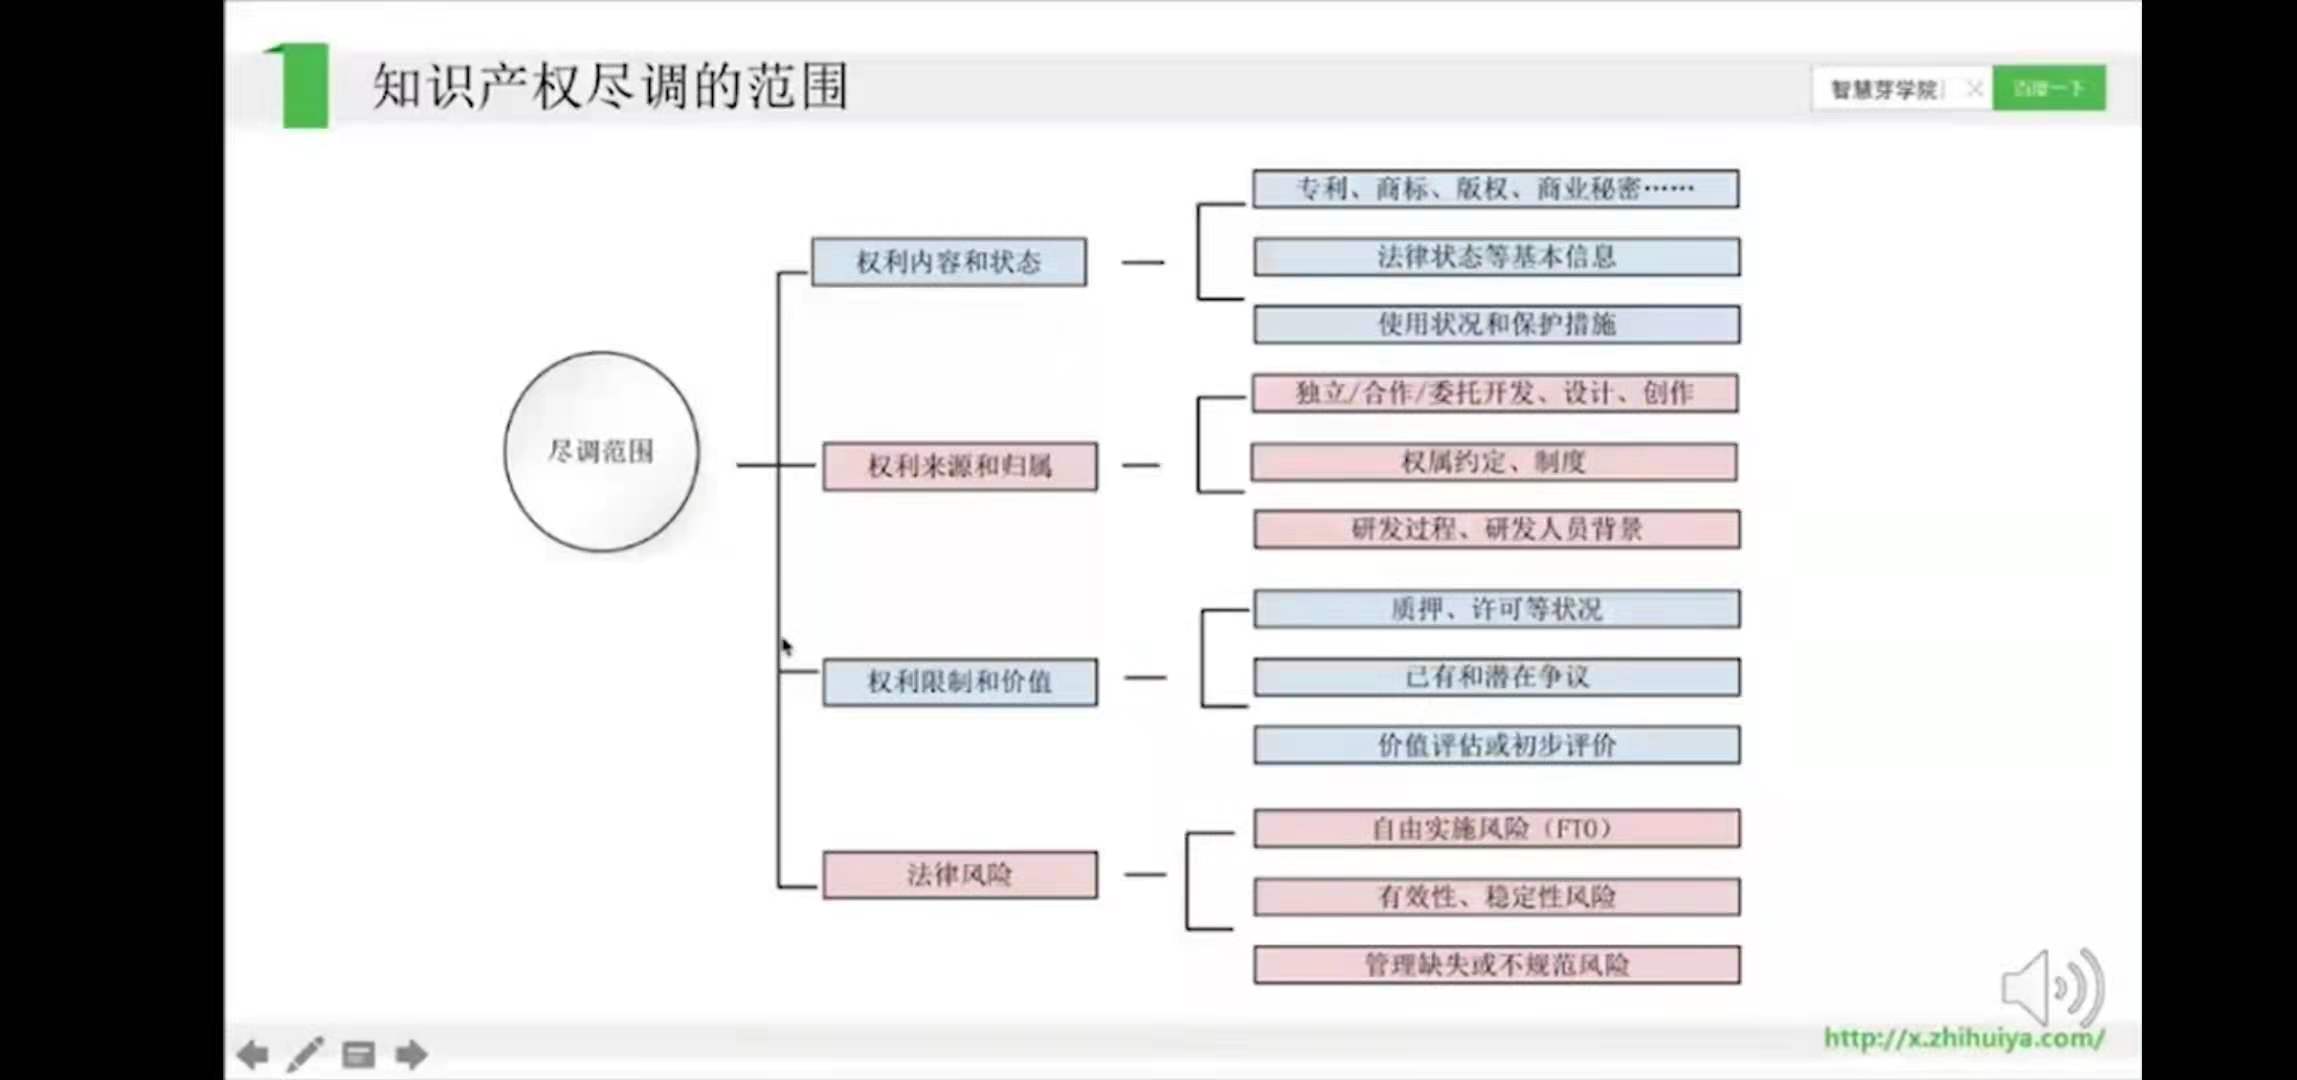 知识产权尽调的范围
智慧芽学院
百度一下
专利、商标、版权、商业秘密……
权利内容和状态
法律状态等基本信息
使用状况和保护措施
独立/合作/委托开发、设计、创作
尽调范围
权利来源和归属
权属约定、制度
研发过程、研发人员背景
质押、许可等状况
权利限制和价值
已有和潜在争议
价值评估或初步评价
自由实施风险（FTO）
法律风险
有效性、稳定性风险
管理缺失或不规范风险
http://x.zhihuiya.com/